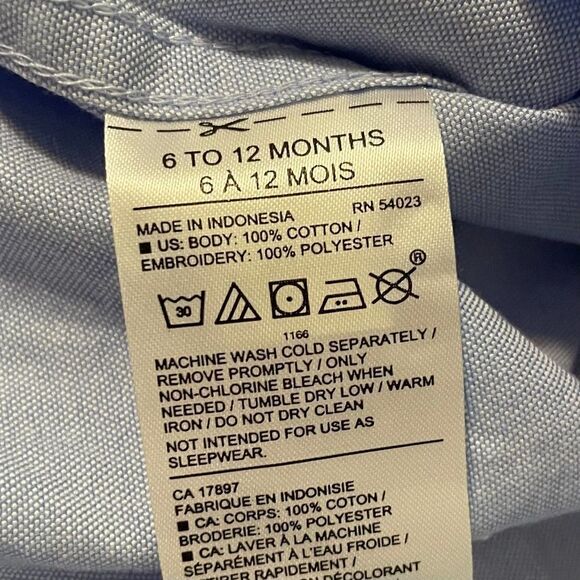 6 TO 12 MONTHS
6 À 12 MOIS
MADE IN INDONESIA RN 54023
■ US: BODY: 100% COTTON /
EMBROIDERY: 100% POLYESTER
30
®
1166
MACHINE WASH COLD SEPARATELY /
REMOVE PROMPTLY / ONLY
NON-CHLORINE BLEACH WHEN
NEEDED / TUMBLE DRY LOW / WARM
IRON / DO NOT DRY CLEAN
NOT INTENDED FOR USE AS
SLEEPWEAR.
CA 17897
FABRIQUE EN INDONISIE
■ CA: CORPS: 100% COTON /
BRODERIE: 100% POLYESTER
■ CA: LAVER À LA MACHINE
SÉPARÉMENT À L'EAU FROIDE /
RAPIDEMENT /